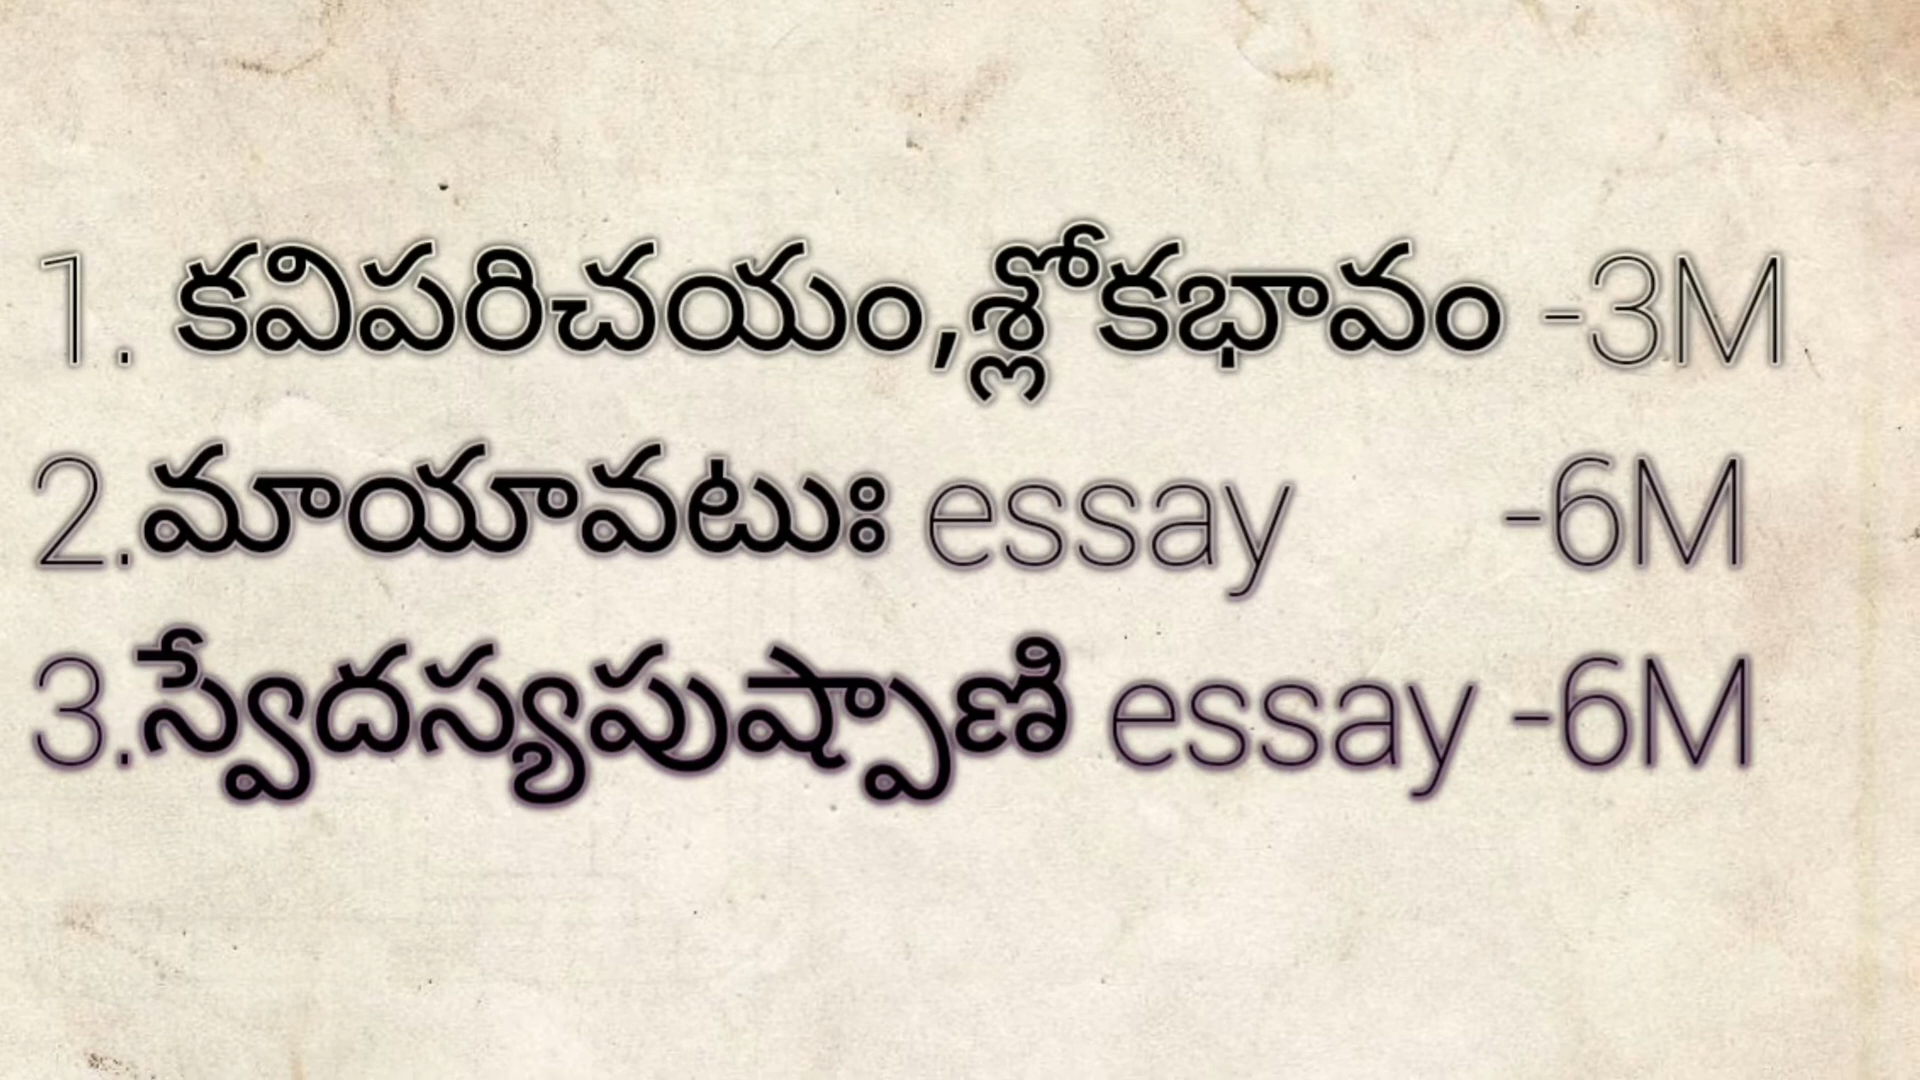 1. కవిపరిచయం,శ్లోకభావం -3M
2.మాయావటుః essay -6M
3.స్వేదస్యపుష్పాణి essay -6M